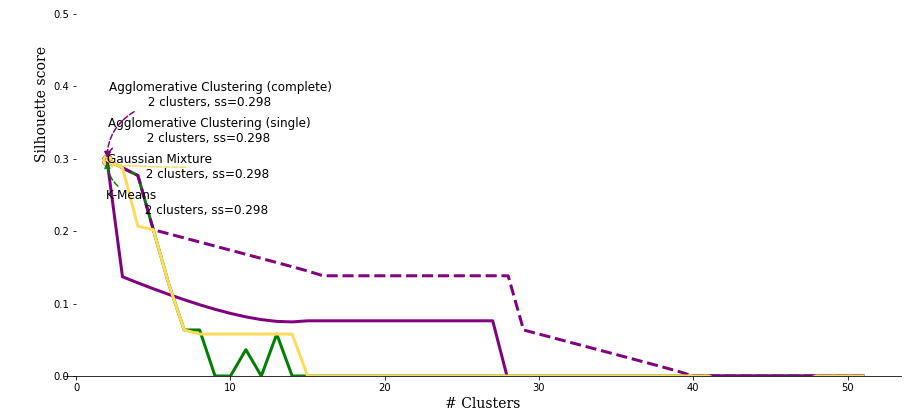 0.5
0.4
0.3
0.2
0.1
0.0
Silhouette score
Agglomerative Clustering (complete)
2 clusters, ss=0.298
Agglomerative Clustering (single)
2 clusters, ss=0.298
Gaussian Mixture
2 clusters, ss=0.298
K-Means
2 clusters, ss=0.298
0 10 20 30 40 50
# Clusters